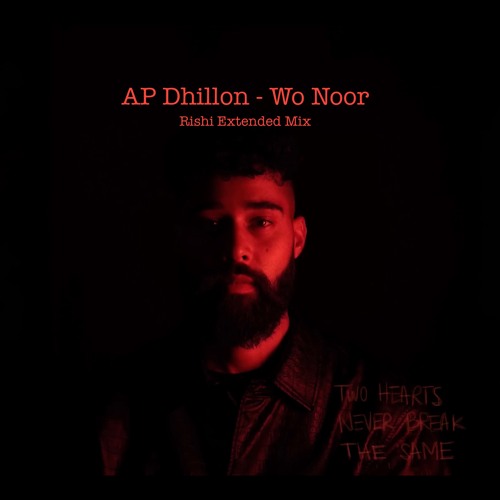 AP Dhillon - Wo Noor
Rishi Extended Mix
TWO HEARTS
NEVER BREAK
THE SAME